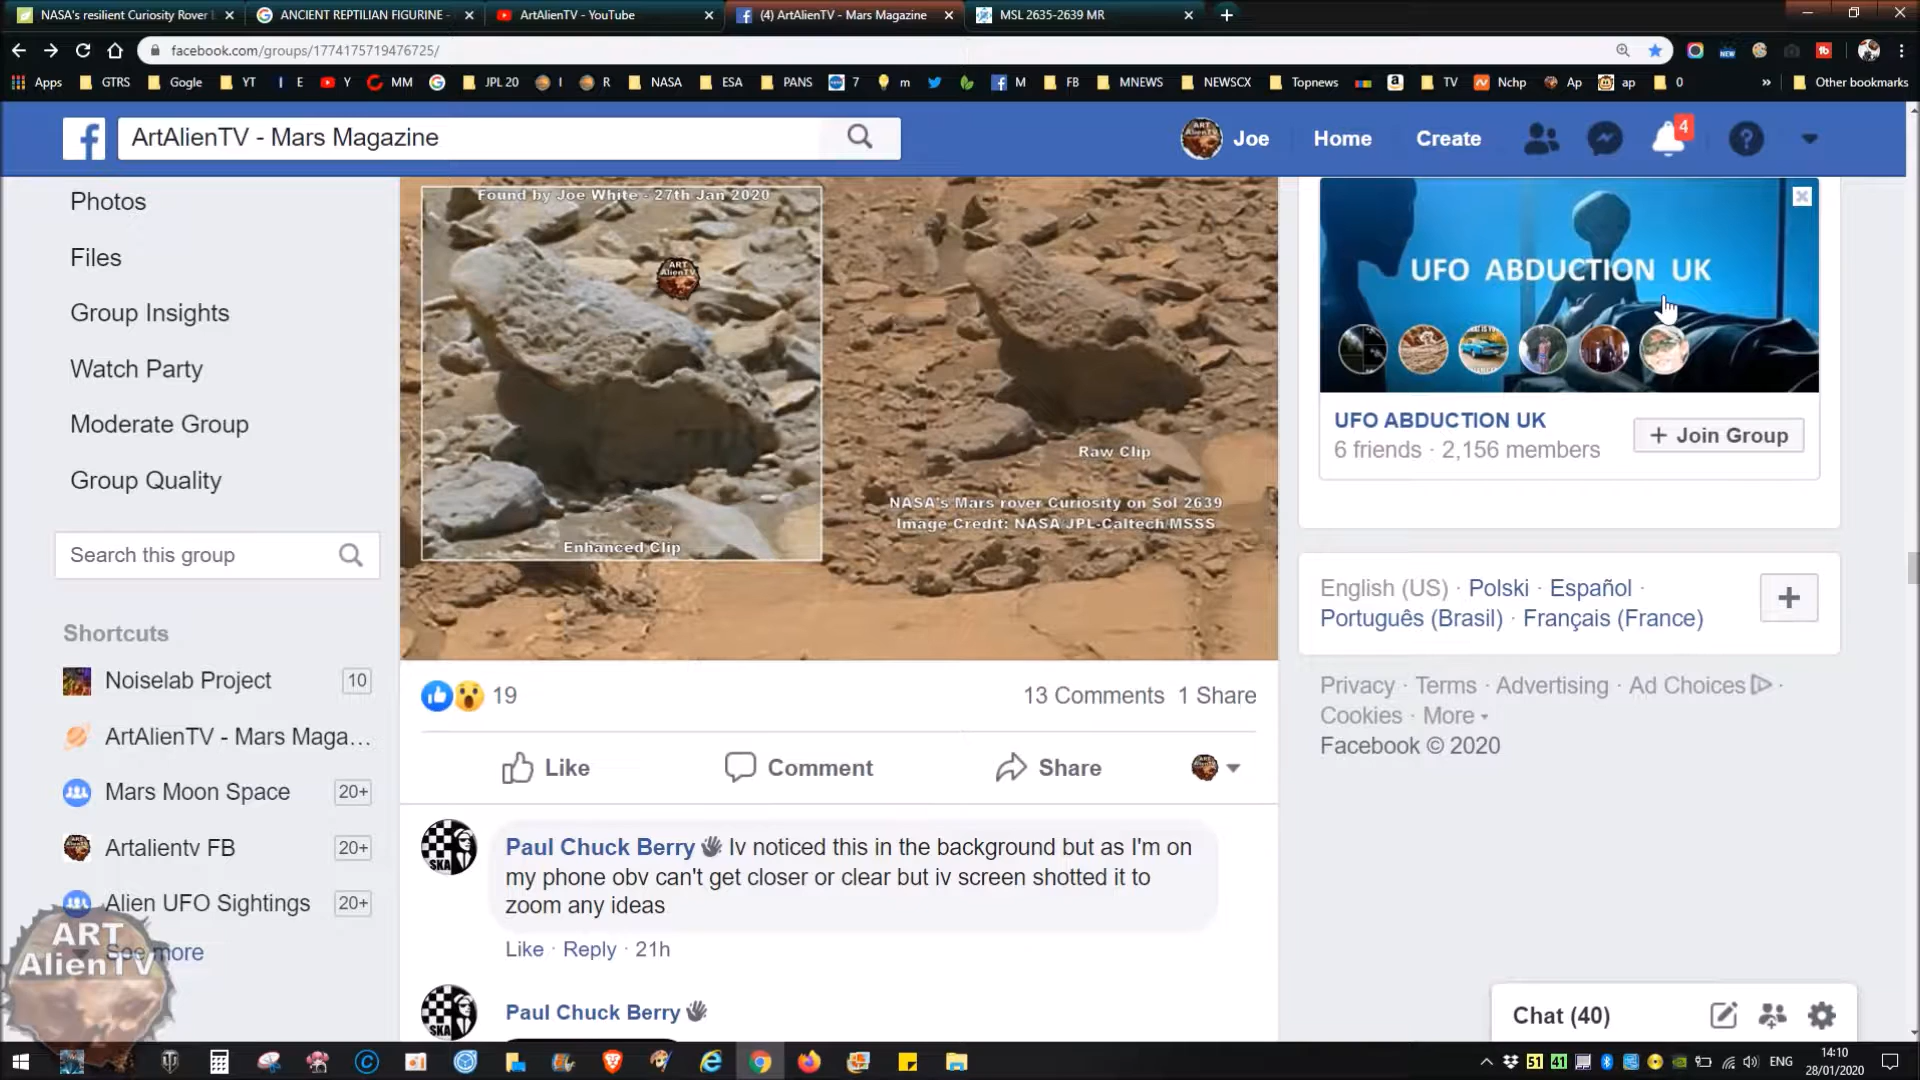 NASA's resilient Curiosity Rover
ANCIENT REPTILIAN FIGURINE -
ArtAlienTV - YouTube
(4) ArtAlienTV - Mars Magazine
MSL 2635-2639 MR
facebook.com/groups/1774175719476725/
Apps GTRS Gogle YT I E Y MM JPL 20 I R NASA ESA PANS 7 m M FB MNEWS NEWSCX Topnews TV Nchp Ap ap 0 » Other bookmarks
ArtAlienTV - Mars Magazine
Joe Home Create 4
Photos
Files
Group Insights
Watch Party
Moderate Group
Group Quality
Search this group
Shortcuts
Noiselab Project 10
ArtAlienTV - Mars Maga...
Mars Moon Space 20+
Artalientv FB 20+
Alien UFO Sightings 20+
See more
ART
AlienTV
Found by Joe White - 27th Jan 2020
ART
AlienTV
Enhanced Clip
Raw Clip
NASA's Mars rover Curiosity on Sol 2639
Image Credit: NASA JPL-Caltech/MSSS
19
13 Comments 1 Share
Like Comment Share
Paul Chuck Berry Iv noticed this in the background but as I'm on
my phone obv can't get closer or clear but iv screen shotted it to
zoom any ideas
Like · Reply · 21h
SKA
Paul Chuck Berry
SKA
UFO ABDUCTION UK
UFO ABDUCTION UK
6 friends · 2,156 members
+ Join Group
English (US) · Polski · Español ·
Português (Brasil) · Français (France)
Privacy · Terms · Advertising · Ad Choices ·
Cookies · More
Facebook © 2020
Chat (40)
51 41 ENG
14:10
28/01/2020